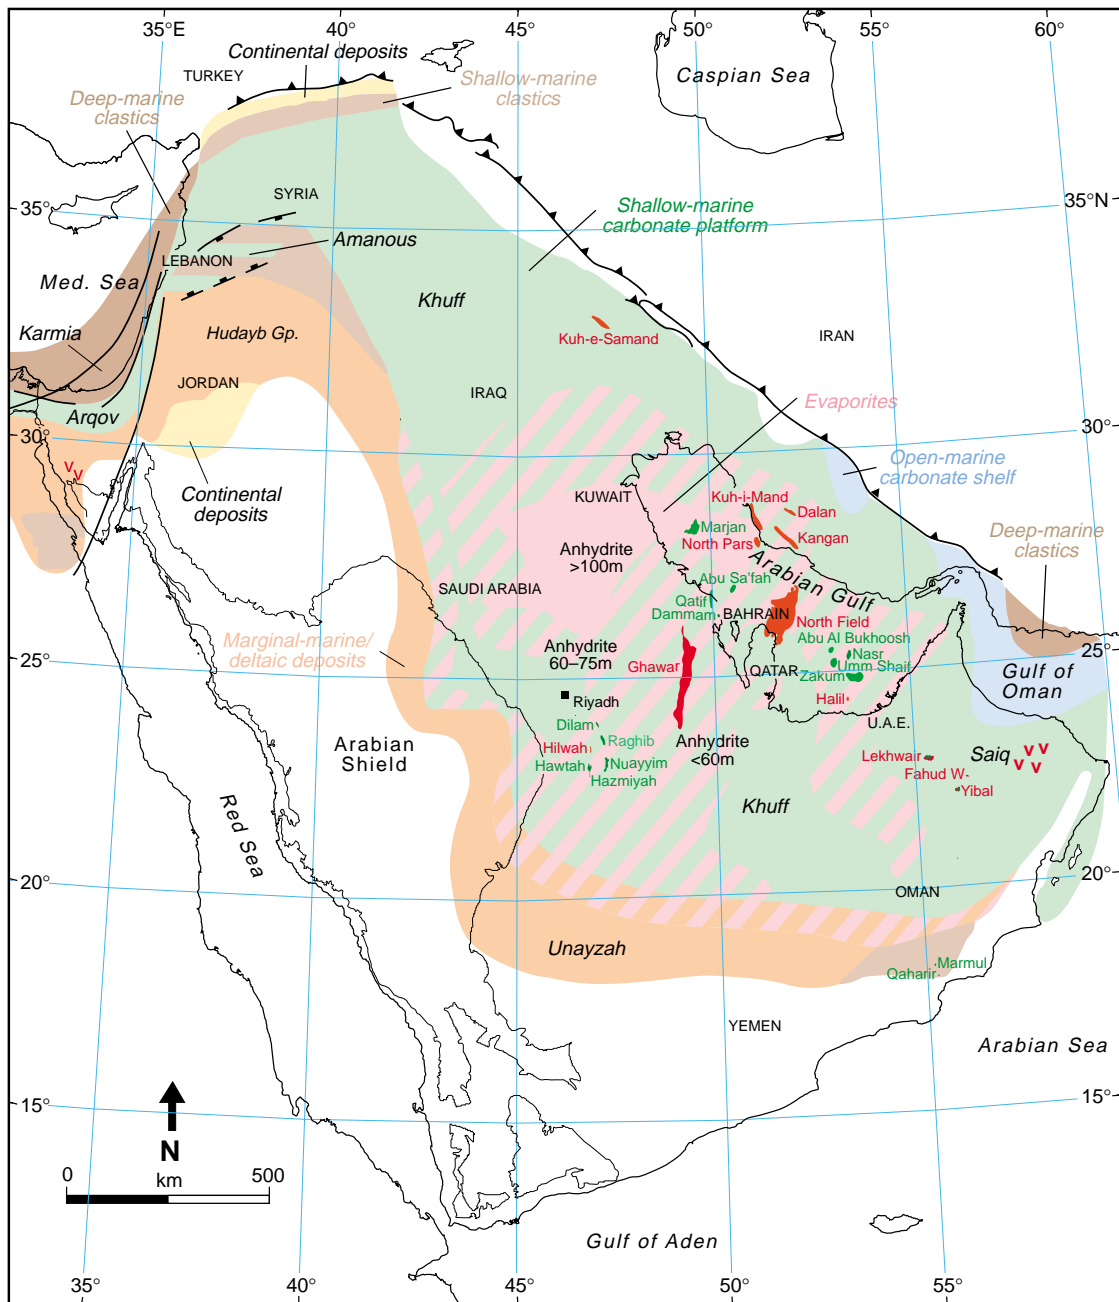 35°E
40°
45°
50°
55°
60°
Continental deposits
TURKEY
Caspian Sea
Shallow-marine
clastics
Deep-marine
clastics
35°
35°N
SYRIA
Shallow-marine
carbonate platform
Amanous
LEBANON
Med. Sea
Khuff
Karmia
Hudayb Gp.
Kuh-e-Samand
IRAN
JORDAN
IRAQ
Evaporites
Arqov
30°
30°
V
V
Open-marine
carbonate shelf
Continental
deposits
KUWAIT
Kuh-i-Mand
Dalan
Marjan
North Pars
Kangan
Deep-marine
clastics
Anhydrite
>100m
Arabian Gulf
Abu Sa'fah
SAUDI ARABIA
Qatif
Dammam
BAHRAIN
North Field
Abu Al Bukhoosh
Nasr
Umm Shaif
Zakum
Marginal-marine/
deltaic deposits
Anhydrite
60–75m
Ghawar
QATAR
25°
25°
Gulf of
Oman
Riyadh
Halil
U.A.E.
Dilam
Raghib
Hilwah
Hawtah
Nuayyim
Hazmiyah
Anhydrite
<60m
Arabian
Shield
Saiq
V V
V V
Lekhwair
Fahud W-
Yibal
Red Sea
Khuff
20°
20°
OMAN
Unayzah
Marmul
Qaharir
YEMEN
Arabian Sea
15°
15°
N
0
km
500
Gulf of Aden
35°
40°
45°
50°
55°